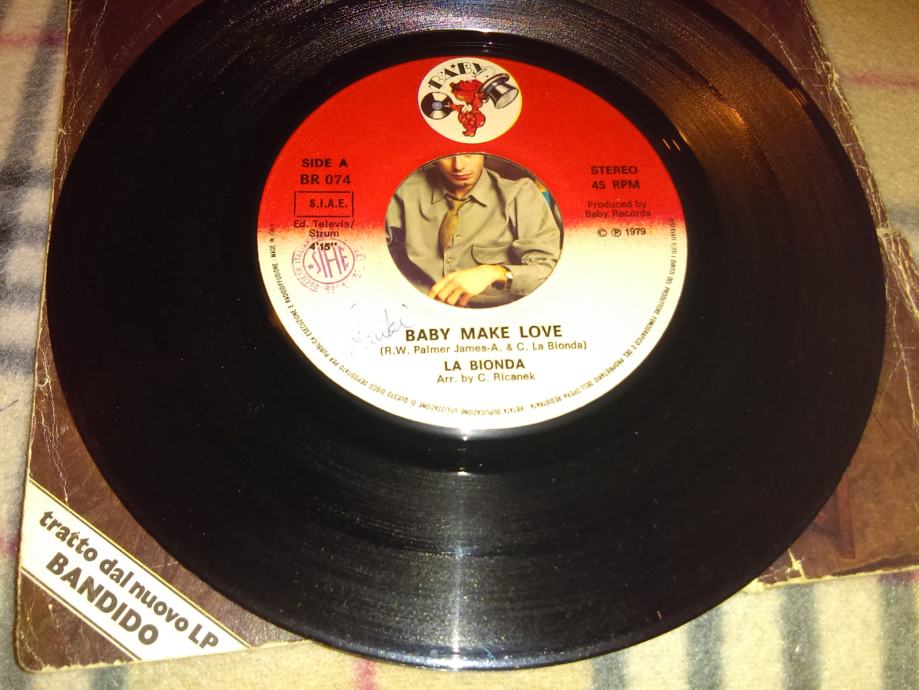 BABY
SIDE A
BR 074
S.I.A.E.
Ed. Televis/
Strum
4'15"
STEREO
45 RPM
Produced by
Baby Records
© ℗ 1979
BABY MAKE LOVE
(R.W. Palmer James-A. & C. La Bionda)
LA BIONDA
Arr. by C. Ricanek
tratto dal nuovo LP
BANDIDO